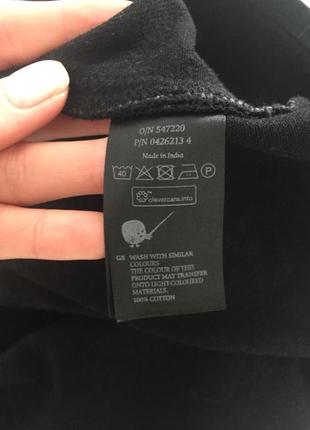 O/N 547220
P/N 0426213 4
Made in India
40 P
clevercare.info
GB WASH WITH SIMILAR
COLOURS
THE COLOUR OF THIS
PRODUCT MAY TRANSFER
ONTO LIGHT-COLOURED
MATERIALS.
100% COTTON